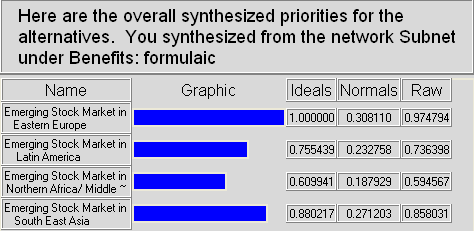 Here are the overall synthesized priorities for the
alternatives. You synthesized from the network Subnet
under Benefits: formulaic
Name Graphic Ideals Normals Raw
Emerging Stock Market in
Eastern Europe 1.000000 0.308110 0.974794
Emerging Stock Market in
Latin America 0.755439 0.232758 0.736398
Emerging Stock Market in
Northern Africa/ Middle ~ 0.609941 0.187929 0.594567
Emerging Stock Market in
South East Asia 0.880217 0.271203 0.858031